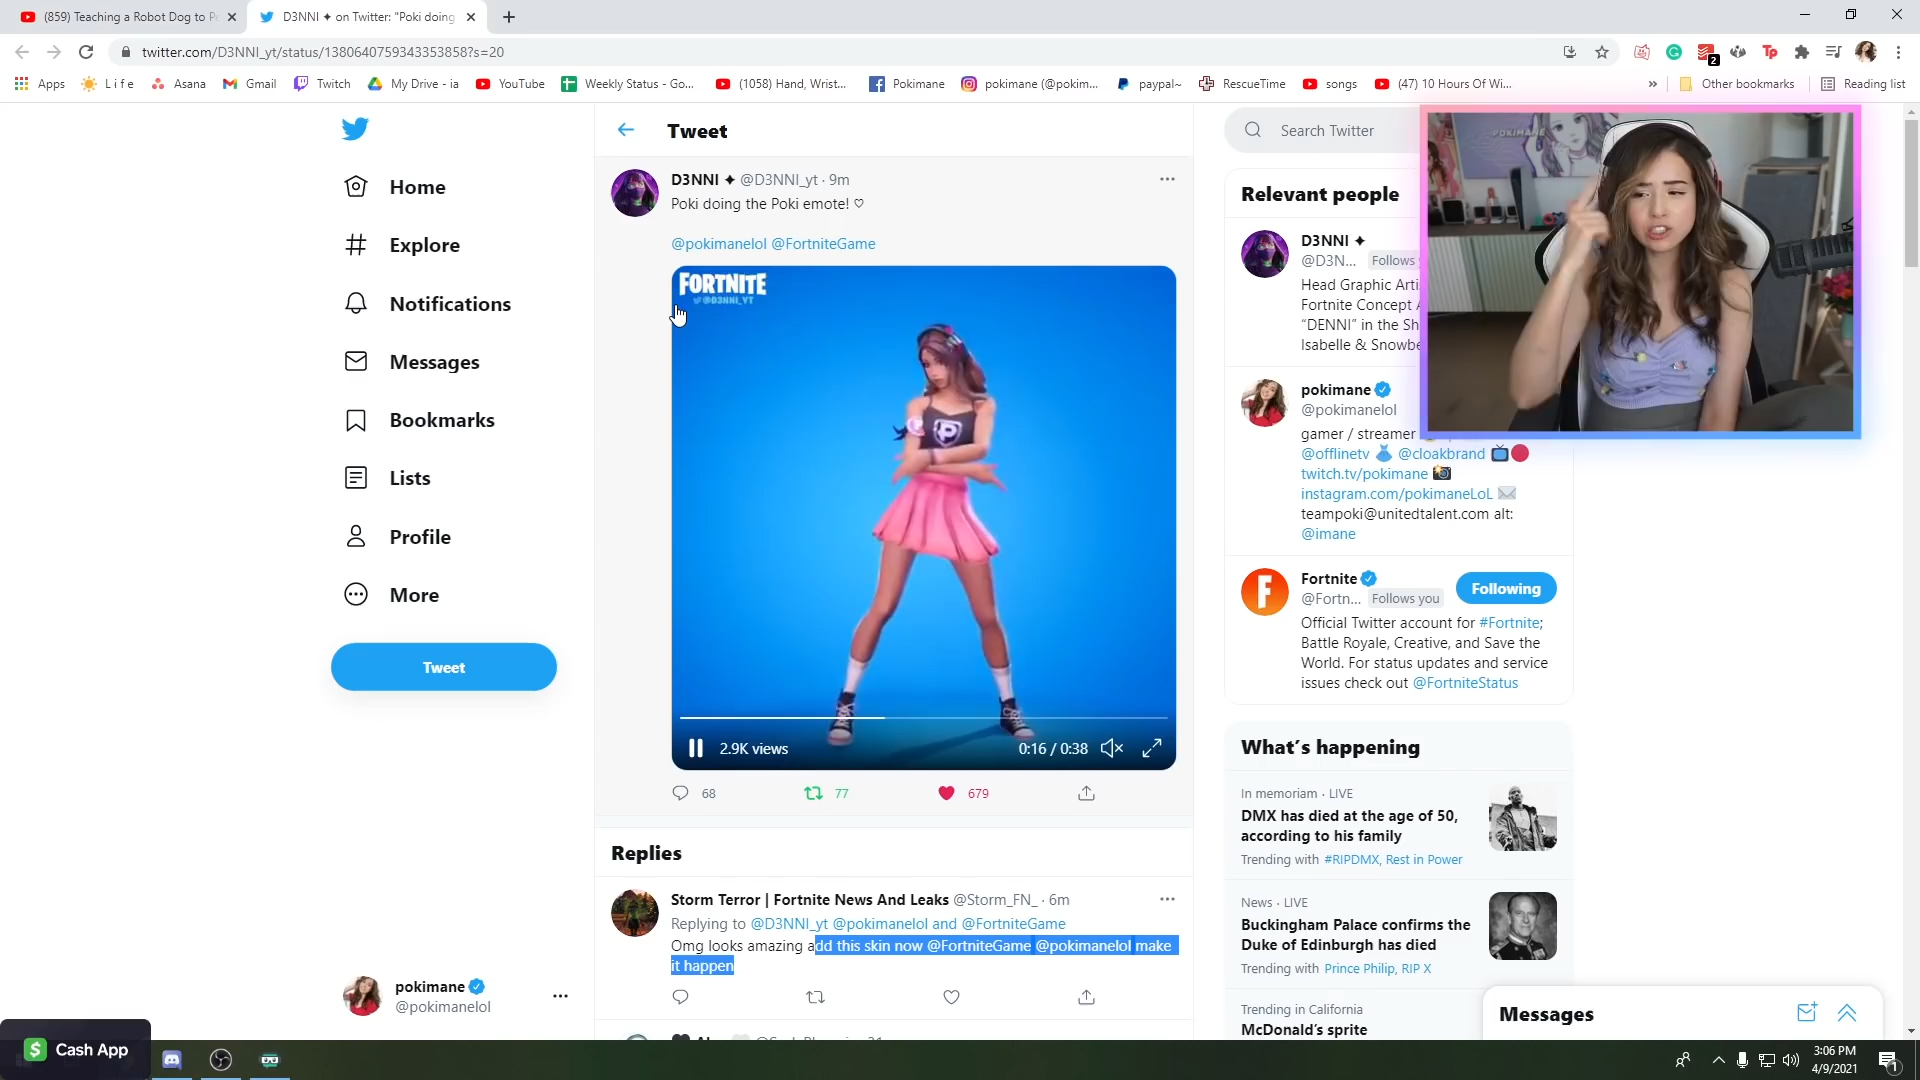 (859) Teaching a Robot Dog to P
D3NNI ✦ on Twitter: "Poki doing
twitter.com/D3NNI_yt/status/1380640759343353858?s=20
Apps
L i f e
Asana
Gmail
Twitch
My Drive - ia
YouTube
Weekly Status - Go...
(1058) Hand, Wrist...
Pokimane
pokimane (@pokim...
paypal~
RescueTime
songs
(47) 10 Hours Of Wi...
»
Other bookmarks
Reading list
2
Tp
Home
Explore
Notifications
Messages
Bookmarks
Lists
Profile
More
Tweet
pokimane
@pokimanelol
Tweet
D3NNI ✦ @D3NNI_yt · 9m
Poki doing the Poki emote! ♡
@pokimanelol @FortniteGame
FORTNITE
@D3NNI_YT
P
2.9K views
0:16 / 0:38
68
77
679
Replies
Storm Terror | Fortnite News And Leaks @Storm_FN_ · 6m
Replying to @D3NNI_yt @pokimanelol and @FortniteGame
Omg looks amazing add this skin now @FortniteGame @pokimanelol make
it happen
Search Twitter
Relevant people
D3NNI ✦
@D3N... Follows
Head Graphic Arti
Fortnite Concept A
"DENNI" in the Sh
Isabelle & Snowbe
POKIMANE
pokimane
@pokimanelol
gamer / streamer
@offlinetv 👗 @cloakbrand 📺🔴
twitch.tv/pokimane 📸
instagram.com/pokimaneLoL ✉️
teampoki@unitedtalent.com alt:
@imane
Fortnite
@Fortn... Follows you
Following
Official Twitter account for #Fortnite;
Battle Royale, Creative, and Save the
World. For status updates and service
issues check out @FortniteStatus
What's happening
In memoriam · LIVE
DMX has died at the age of 50,
according to his family
Trending with #RIPDMX, Rest in Power
News · LIVE
Buckingham Palace confirms the
Duke of Edinburgh has died
Trending with Prince Philip, RIP X
Trending in California
McDonald's sprite
Messages
$ Cash App
3:06 PM
4/9/2021
1